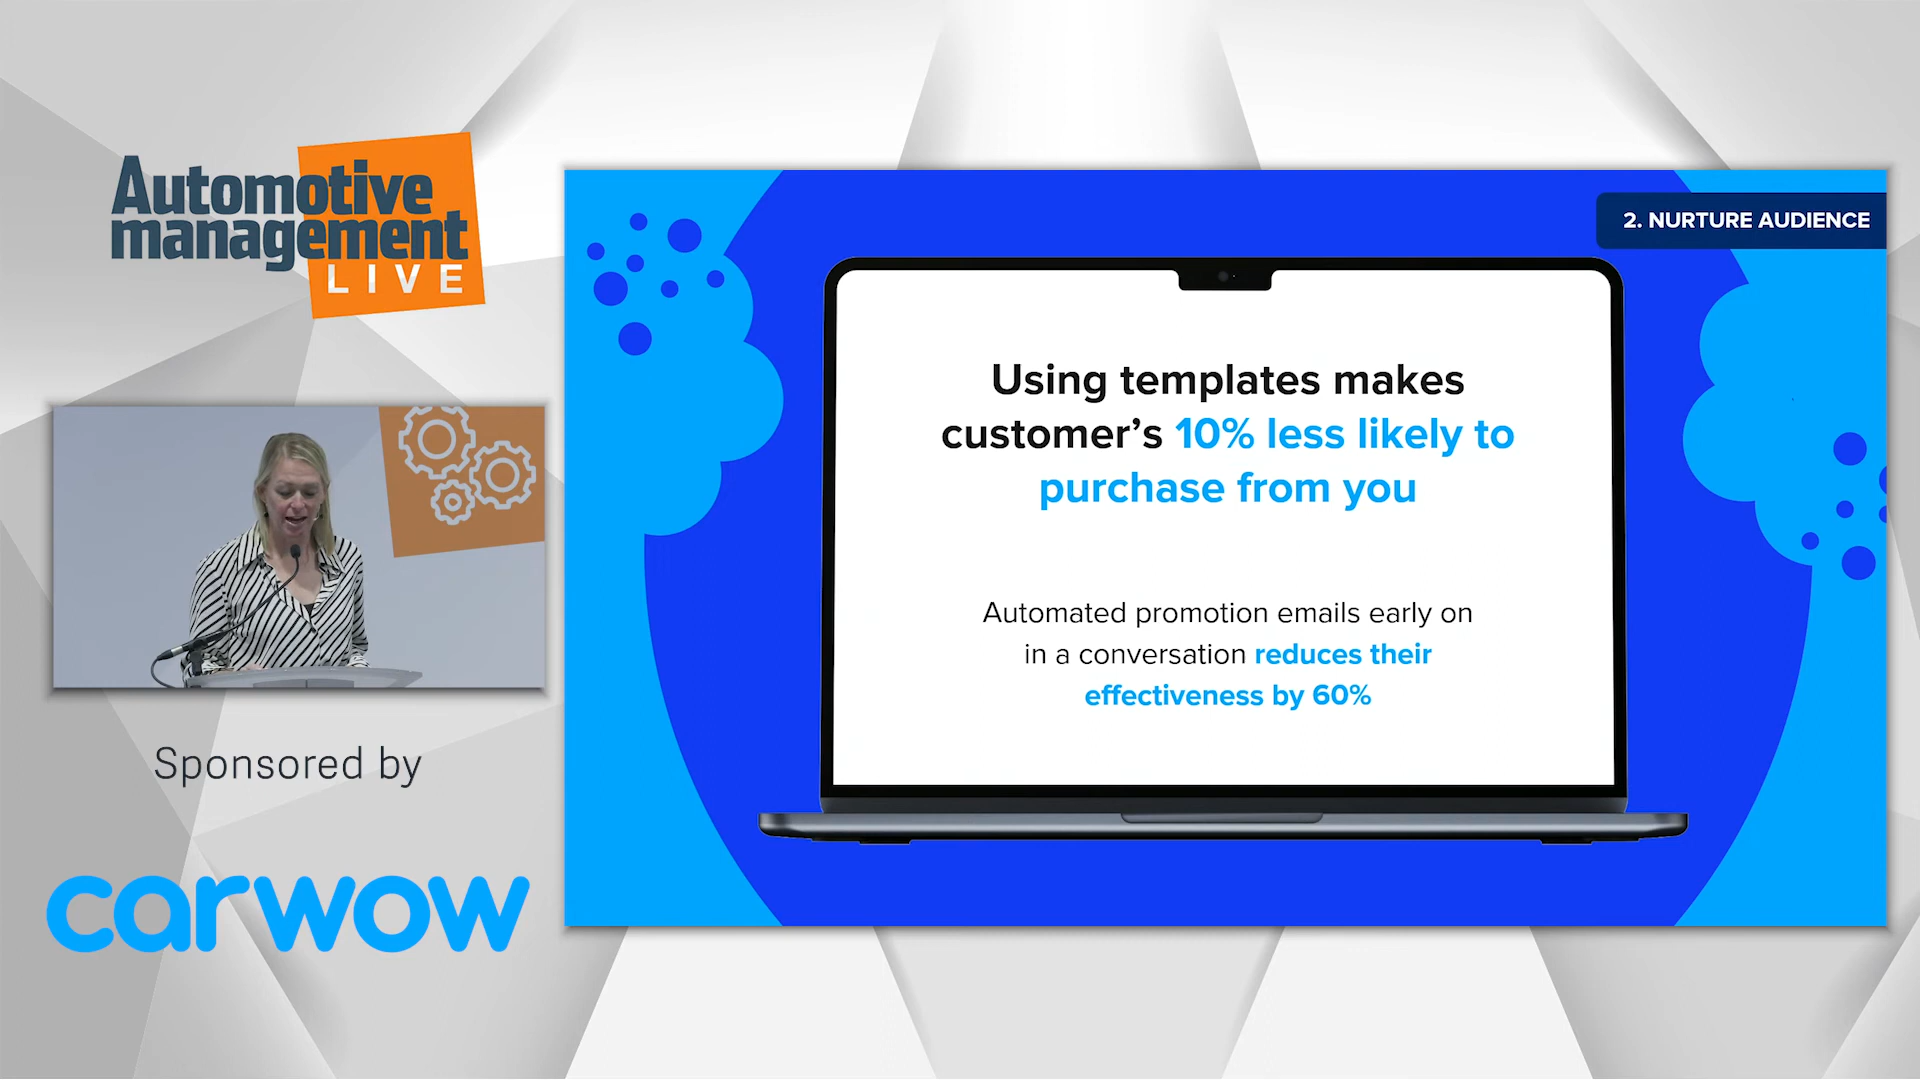 Automotive
management
LIVE
Sponsored by
carwow
2. NURTURE AUDIENCE
Using templates makes
customer’s 10% less likely to
purchase from you
Automated promotion emails early on
in a conversation reduces their
effectiveness by 60%